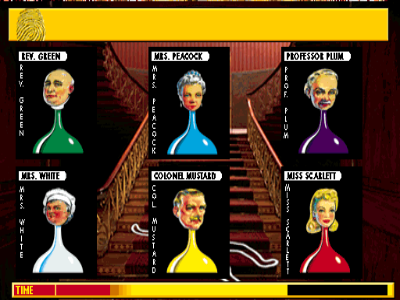 REV. GREEN
MRS. PEACOCK
PROFESSOR PLUM
REV. GREEN
MRS. PEACOCK
PROF. PLUM
MRS. WHITE
COLONEL MUSTARD
MISS SCARLETT
MRS. WHITE
COL. MUSTARD
MISS SCARLETT
TIME